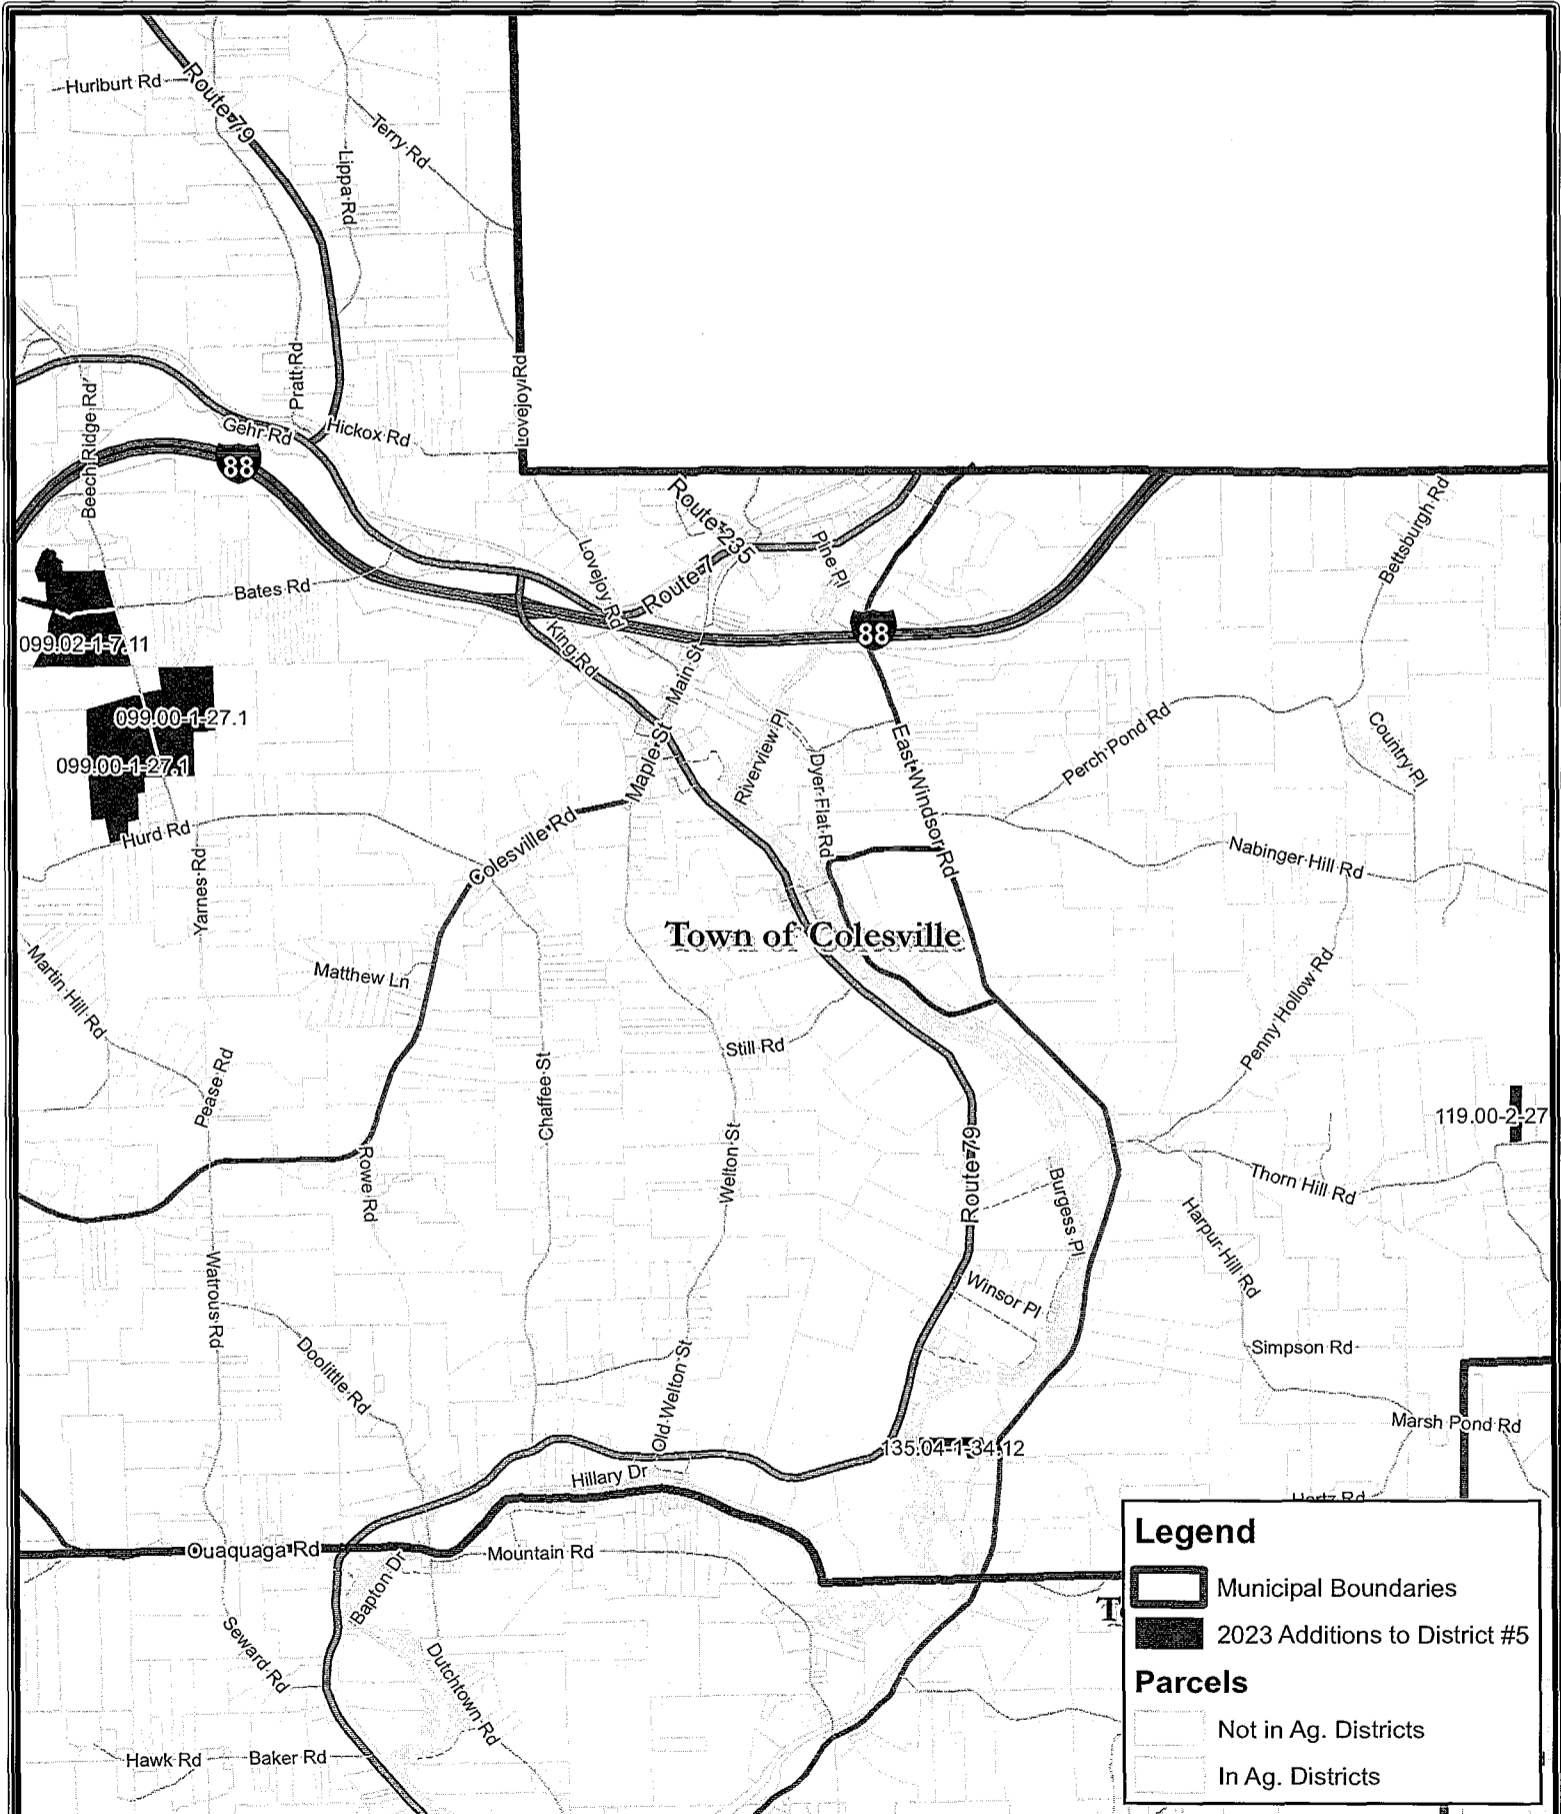 Hurlburt Rd
Route 79
Terry Rd
Lippa Rd
Pratt Rd
Lovejoy Rd
Beech Ridge Rd
Gehr Rd
Hickox Rd
88
Route 235
Bettsburgh Rd
Pine Pl
Lovejoy Rd
Route 7
Bates Rd
88
099.02-1-7.11
King Rd
Main St
099.00-1-27.1
Perch Pond Rd
Country Pl
Maple St
Riverview Pl
East Windsor Rd
099.00-1-27.1
Dyer Flat Rd
Hurd Rd
Colesville Rd
Nabinger Hill Rd
Yarnes Rd
Town of Colesville
Martin Hill Rd
Matthew Ln
Penny Hollow Rd
Still Rd
Pease Rd
Chaffee St
119.00-2-27
Welton St
Route 79
Rowe Rd
Burgess Pl
Thorn Hill Rd
Harpur Hill Rd
Watrous Rd
Winsor Pl
Simpson Rd
Doolittle Rd
Old Welton St
Marsh Pond Rd
135.04-1-34.12
Hillary Dr
Hartz Rd
Ouaquaga Rd
Mountain Rd
Bapton Dr
Seward Rd
Dutchtown Rd
Hawk Rd
Baker Rd
Legend
Municipal Boundaries
2023 Additions to District #5
Parcels
Not in Ag. Districts
In Ag. Districts